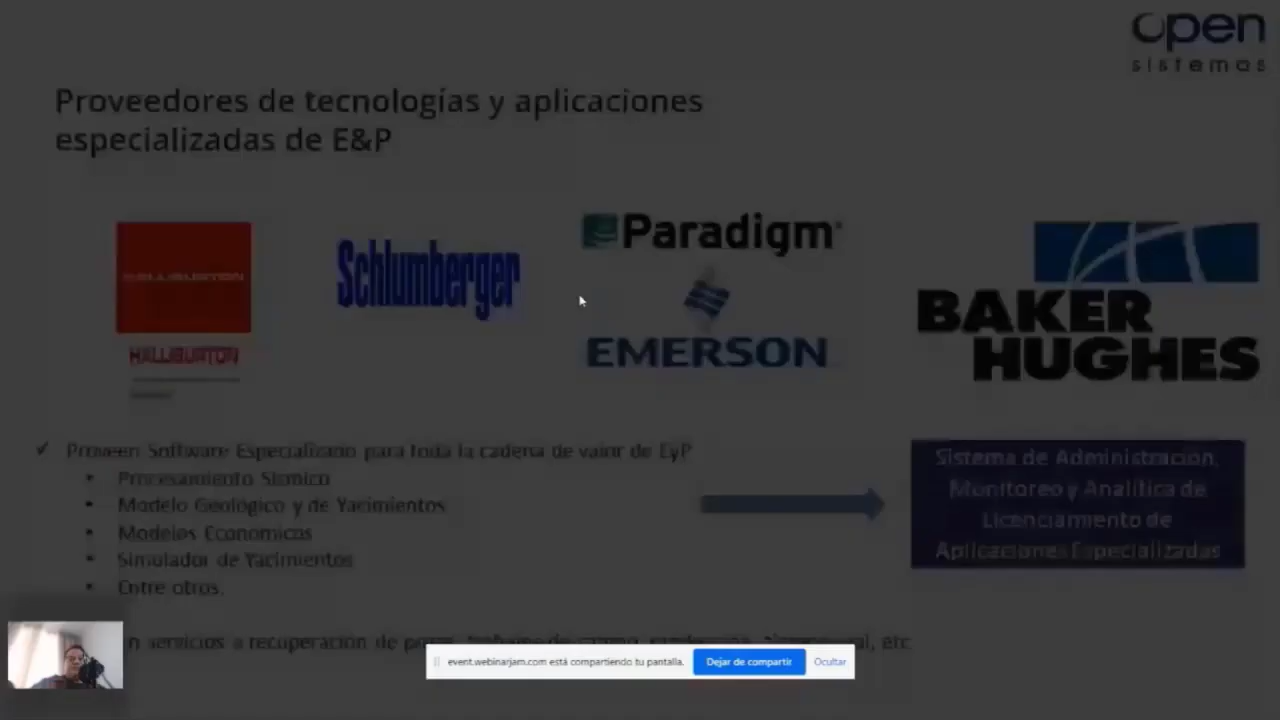 open
sistemas
Proveedores de tecnologías y aplicaciones
especializadas de E&P
HALLIBURTON
HALLIBURTON
Schlumberger
Paradigm
EMERSON
BAKER
HUGHES
✓ Proveen Software Especializado para toda la cadena de valor de EyP
• Procesamiento Sísmico
• Modelo Geológico y de Yacimientos
• Modelos Económicos
• Simulador de Yacimientos
• Entre otros.
Sistema de Administración,
Monitoreo y Analítica de
Licenciamiento de
Aplicaciones Especializadas
n servicios a recuperación de etc
event.webinarjam.com está compartiendo tu pantalla.
Dejar de compartir
Ocultar